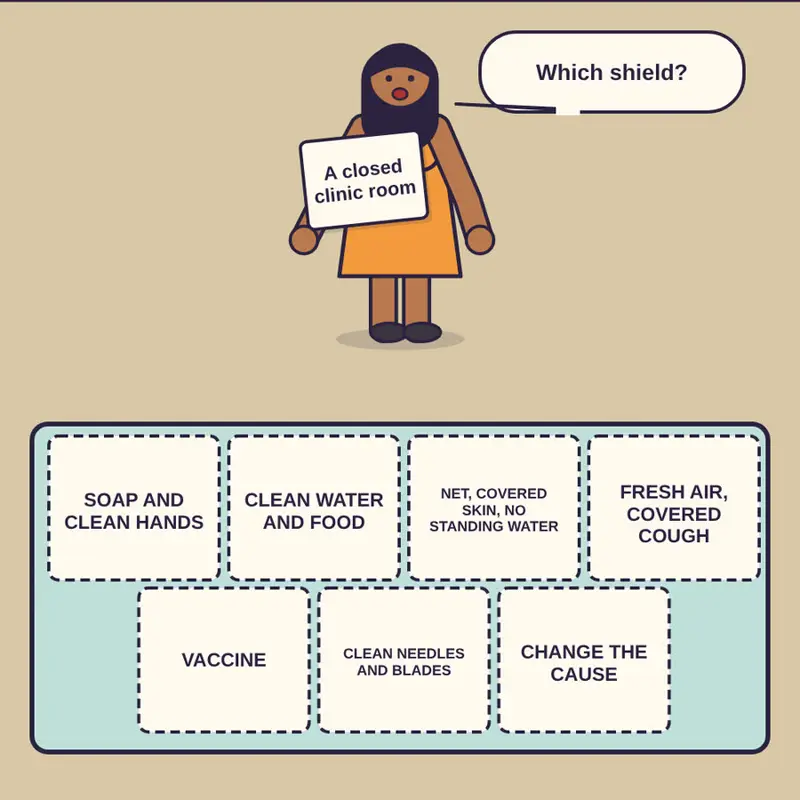 Which shield?
A closed
clinic room
SOAP AND
CLEAN HANDS
CLEAN WATER
AND FOOD
NET, COVERED
SKIN, NO
STANDING WATER
FRESH AIR,
COVERED
COUGH
VACCINE
CLEAN NEEDLES
AND BLADES
CHANGE THE
CAUSE